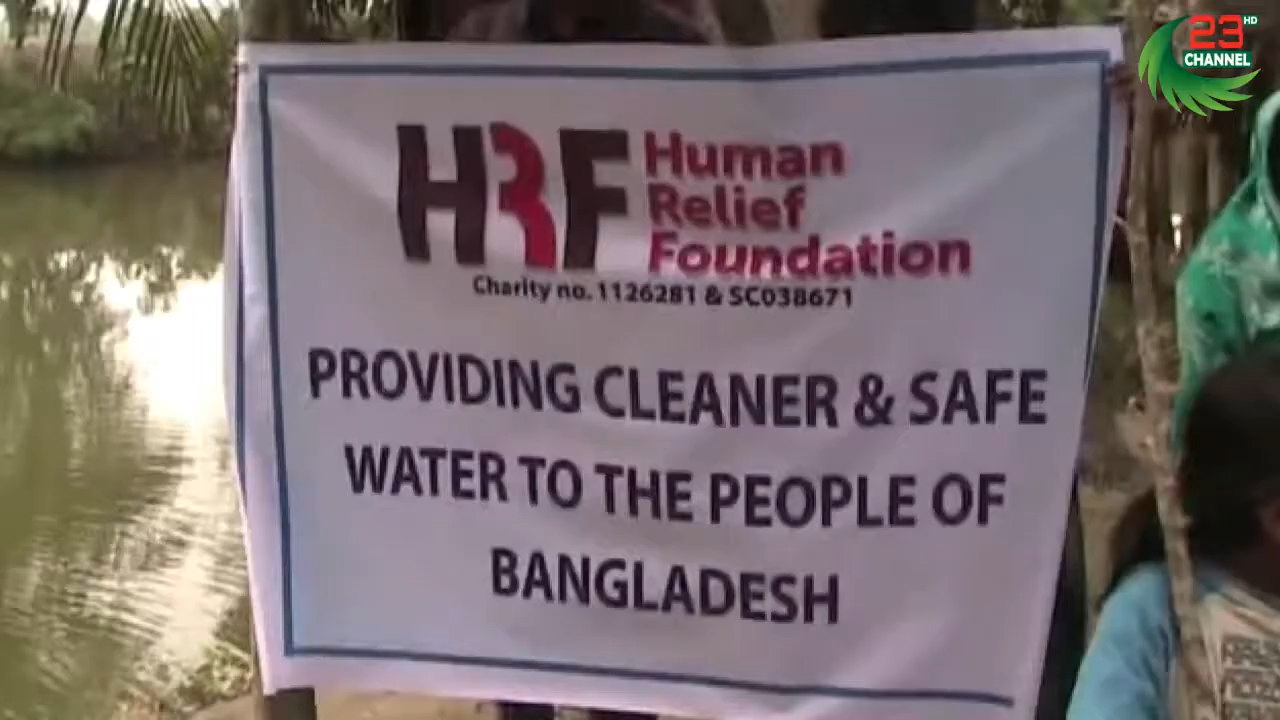 23 HD
CHANNEL
HRF
Human
Relief
Foundation
Charity no. 1126281 & SC038671
PROVIDING CLEANER & SAFE
WATER TO THE PEOPLE OF
BANGLADESH